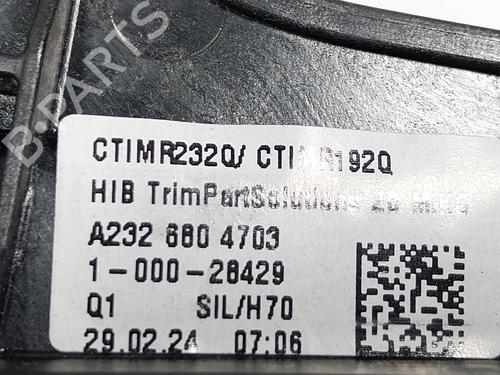 B-PARTS
CTIMR232Q/ CTIMR192Q
HIB TrimPartSolutions
A232 680 4703
1-000-28429
Q1 SIL/H70
29.02.24 07:06